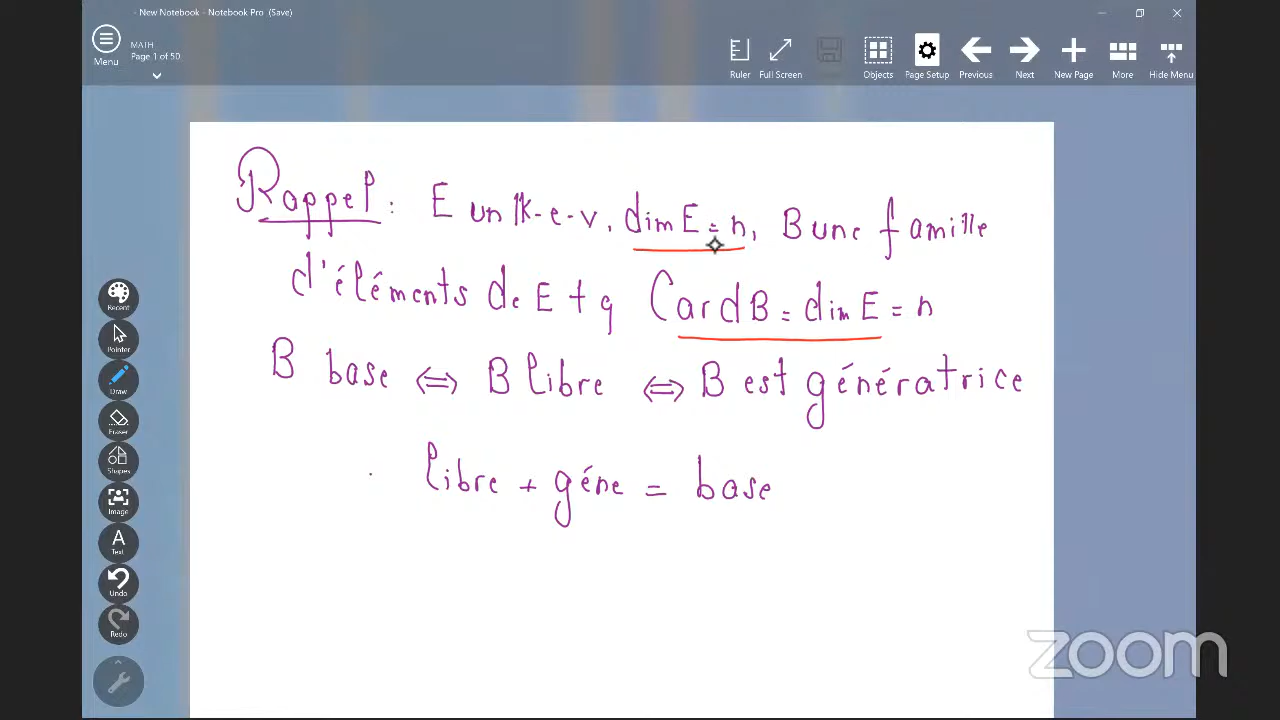 - New Notebook - Notebook Pro (Save)
Menu
MATH
Page 1 of 50
Ruler
Full Screen
Objects
Page Setup
Previous
Next
New Page
More
Hide Menu
Rappel : E un lk-e-v, dim E = n, B une famille
d'éléments de E tq Card B = dim E = n
B base ⇔ B libre ⇔ B est génératrice
libre + géne = base
Recent
Pointer
Draw
Eraser
Shapes
Image
Text
Undo
Redo
zoom